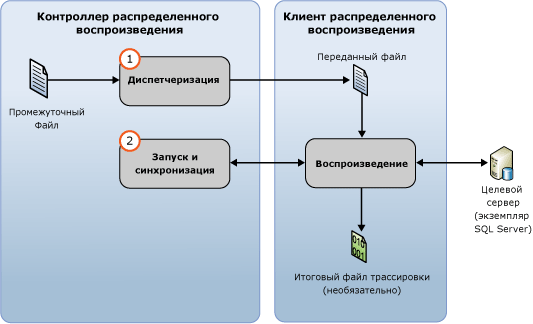 Контроллер распределенного
воспроизведения
Клиент распределенного
воспроизведения
1
Диспетчеризация
Промежуточный
Файл
Переданный файл
2
Запуск и
синхронизация
Воспроизведение
Целевой
сервер
(экземпляр
SQL Server)
010
001
Итоговый файл трассировки
(необязательно)